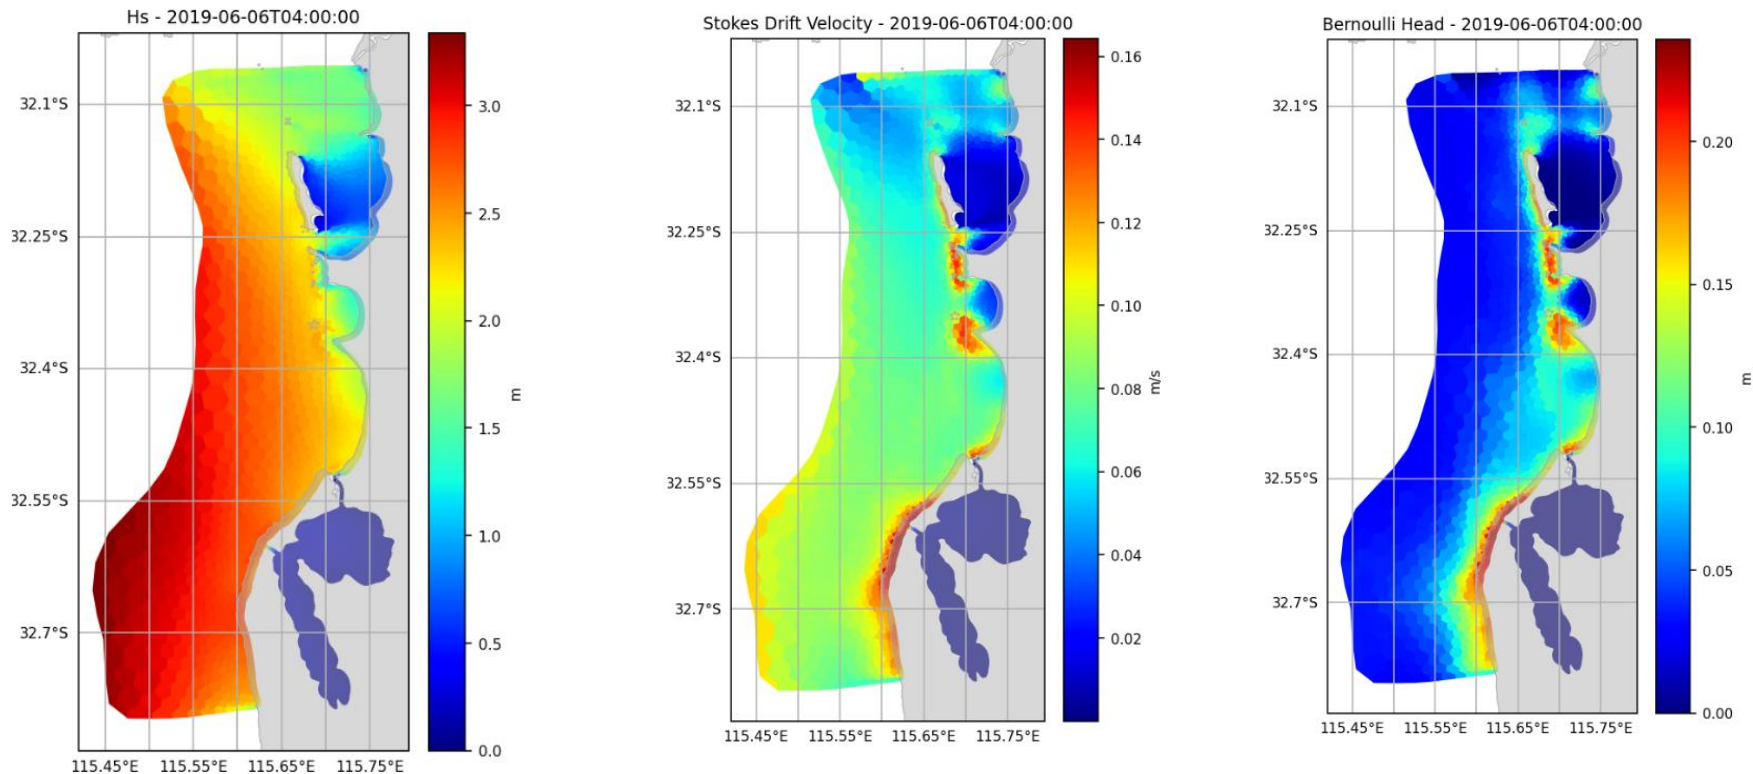 Hs - 2019-06-06T04:00:00
32.1°S
32.25°S
32.4°S
32.55°S
32.7°S
115.45°E 115.55°E 115.65°E 115.75°E
3.0
2.5
2.0
1.5
1.0
0.5
0.0
m
Stokes Drift Velocity - 2019-06-06T04:00:00
32.1°S
32.25°S
32.4°S
32.55°S
32.7°S
115.45°E 115.55°E 115.65°E 115.75°E
0.16
0.14
0.12
0.10
0.08
0.06
0.04
0.02
m/s
Bernoulli Head - 2019-06-06T04:00:00
32.1°S
32.25°S
32.4°S
32.55°S
32.7°S
115.45°E 115.55°E 115.65°E 115.75°E
0.20
0.15
0.10
0.05
0.00
m